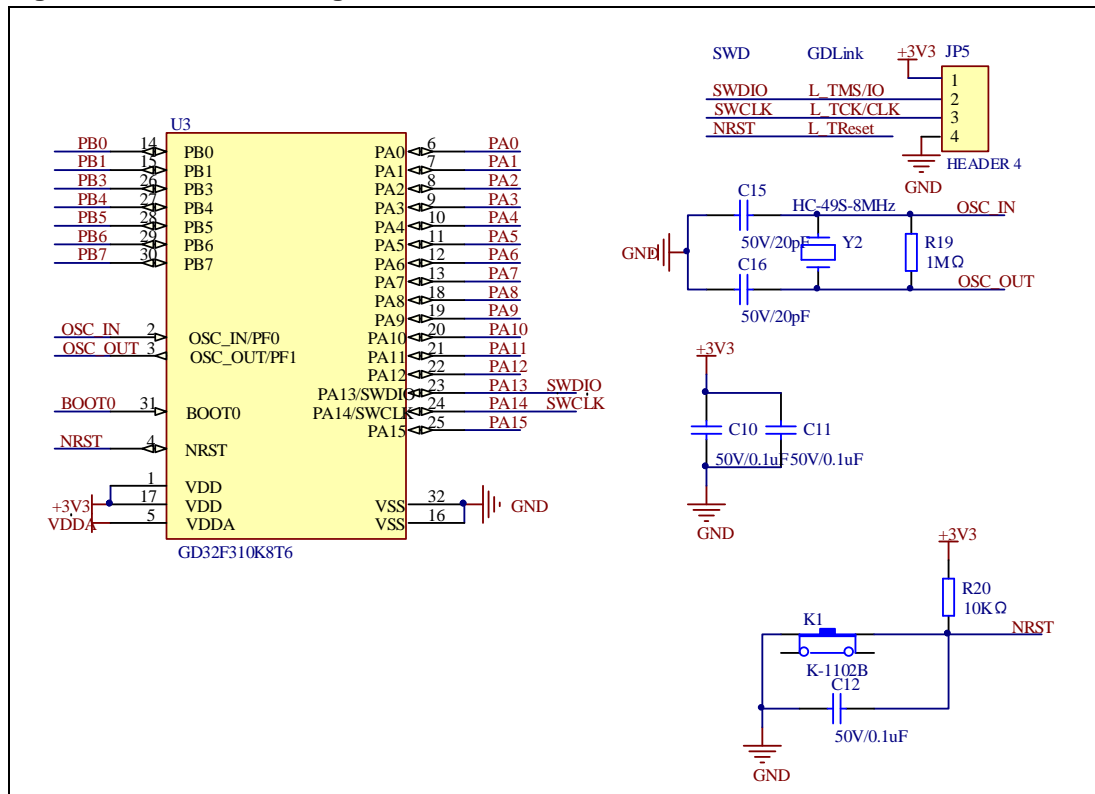 SWD GDLink +3V3 JP5
1
SWDIO L_TMS/IO 2
SWCLK L_TCK/CLK 3
NRST L_TReset 4
HEADER 4
GND
U3
PB0 14 PB0 PA0 6 PA0
PB1 15 PB1 PA1 7 PA1
PB3 26 PB3 PA2 8 PA2
PB4 27 PB4 PA3 9 PA3
PB5 28 PB5 PA4 10 PA4
PB6 29 PB6 PA5 11 PA5
PB7 30 PB7 PA6 12 PA6
PA7 13 PA7
PA8 18 PA8
PA9 19 PA9
OSC_IN 2 OSC_IN/PF0 PA10 20 PA10
OSC_OUT 3 OSC_OUT/PF1 PA11 21 PA11
PA12 22 PA12
PA13/SWDIO 23 PA13 SWDIO
BOOT0 31 BOOT0 PA14/SWCLK 24 PA14 SWCLK
PA15 25 PA15
NRST 4 NRST
1 VDD
+3V3 17 VDD VSS 32 GND
VDDA 5 VDDA VSS 16
GD32F310K8T6
C15 HC-49S-8MHz OSC_IN
GND 50V/20pF Y2 R19
C16 1MΩ
OSC_OUT
50V/20pF
+3V3
C10 C11
50V/0.1uF 50V/0.1uF
GND
+3V3
R20
10KΩ
K1 NRST
K-1102B
C12
50V/0.1uF
GND